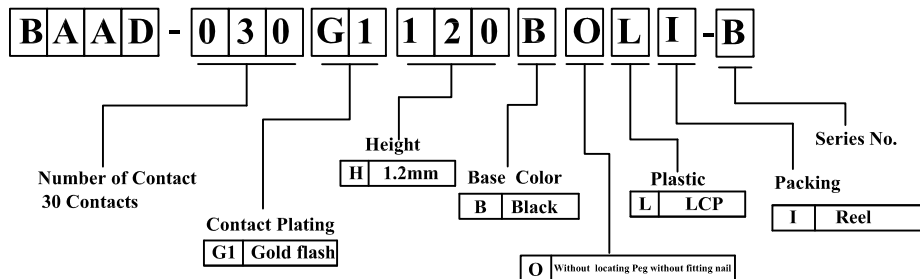 BAAD-030G1120BOLI-B
Series No.
Height
H 1.2mm
Number of Contact
30 Contacts
Base Color
B Black
Plastic
L LCP
Packing
I Reel
Contact Plating
G1 Gold flash
O Without locating Peg without fitting nail